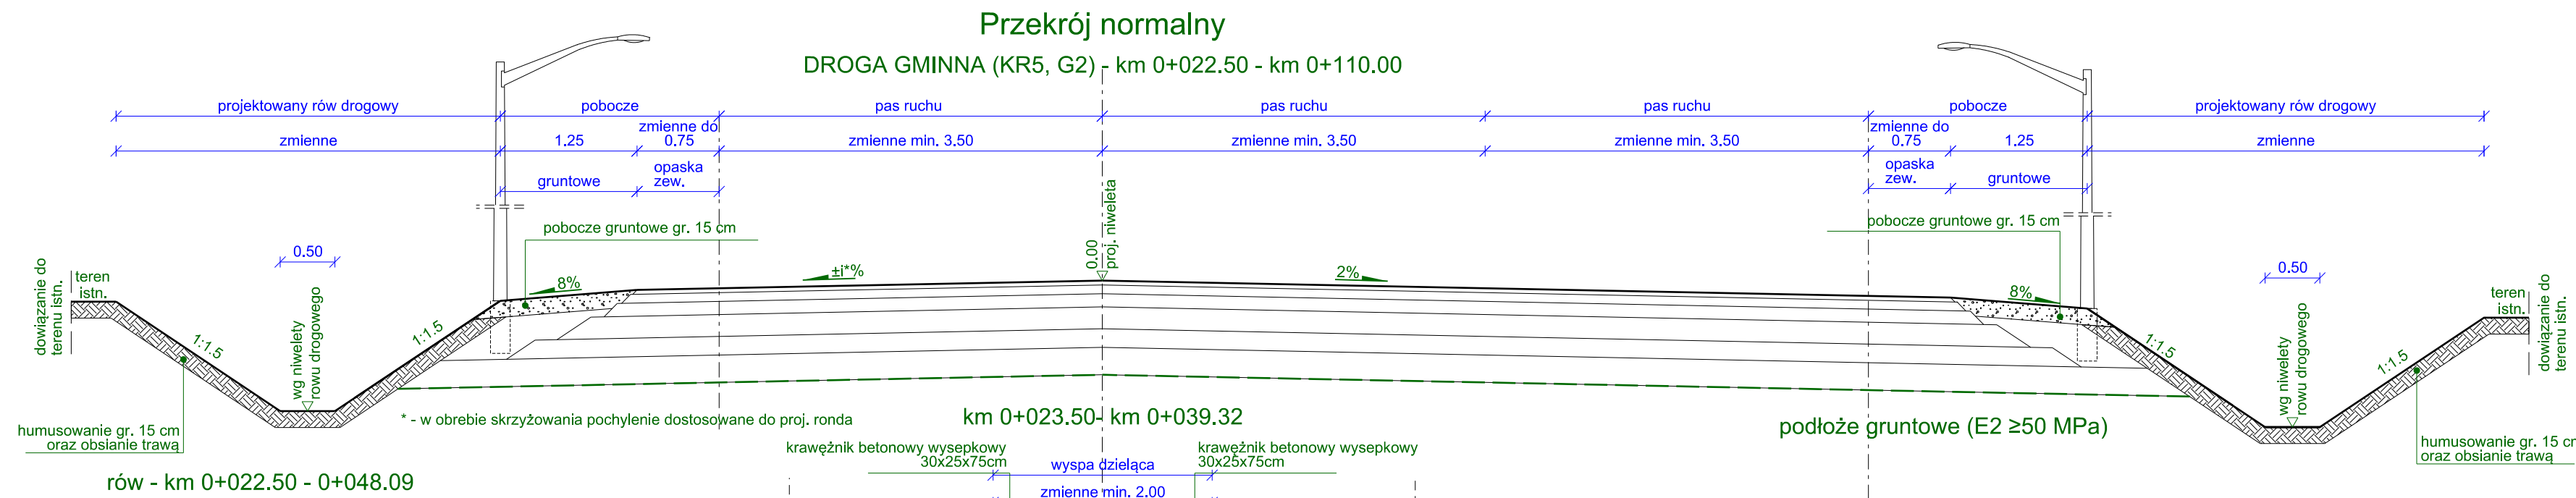 Przekrój normalny
DROGA GMINNA (KR5, G2) - km 0+022.50 - km 0+110.00
projektowany rów drogowy
pobocze
pas ruchu
pas ruchu
pas ruchu
pobocze
projektowany rów drogowy
zmienne
1.25
zmienne do
0.75
zmienne min. 3.50
zmienne min. 3.50
zmienne min. 3.50
zmienne do
0.75
1.25
zmienne
gruntowe
opaska
zew.
opaska
zew.
gruntowe
pobocze gruntowe gr. 15 cm
0.00
proj. niweleta
pobocze gruntowe gr. 15 cm
0.50
0.50
dowiązanie do
terenu istn.
teren
istn.
1:1.5
wg niwelety
rowu drogowego
1:1.5
8%
±i*%
2%
8%
1:1.5
wg niwelety
rowu drogowego
1:1.5
teren
istn.
dowiązanie do
terenu istn.
humusowanie gr. 15 cm
oraz obsianie trawą
* - w obrebie skrzyżowania pochylenie dostosowane do proj. ronda
km 0+023.50- km 0+039.32
podłoże gruntowe (E2 ≥50 MPa)
humusowanie gr. 15 cm
oraz obsianie trawą
krawężnik betonowy wysepkowy
30x25x75cm
wyspa dzieląca
krawężnik betonowy wysepkowy
30x25x75cm
zmienne min. 2.00
rów - km 0+022.50 - 0+048.09